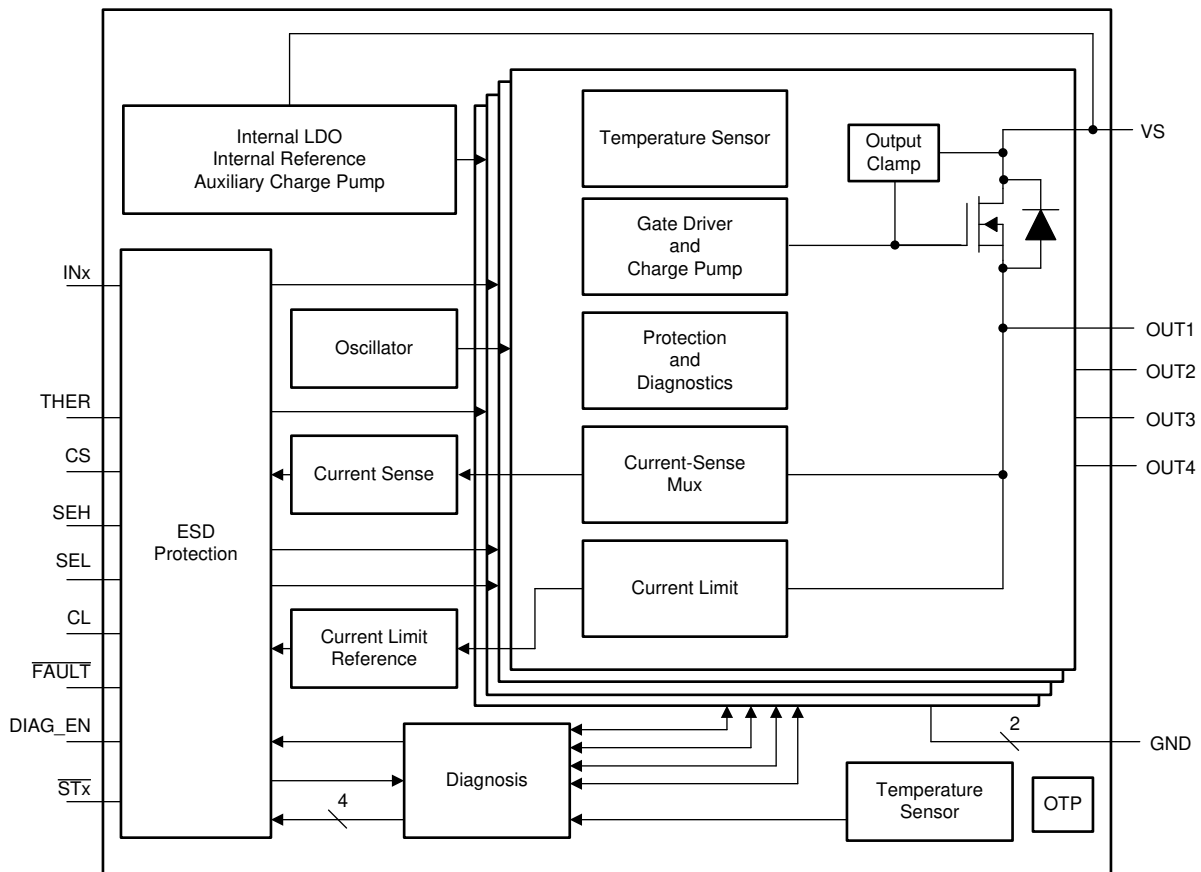 Internal LDO
Internal Reference
Auxiliary Charge Pump
Temperature Sensor
Output
Clamp
VS
Gate Driver
and
Charge Pump
INx
Oscillator
Protection
and
Diagnostics
OUT1
OUT2
OUT3
OUT4
THER
CS
SEH
SEL
CL
FAULT
DIAG_EN
STx
ESD
Protection
Current Sense
Current-Sense
Mux
Current Limit
Current Limit
Reference
2
GND
Diagnosis
4
Temperature
Sensor
OTP